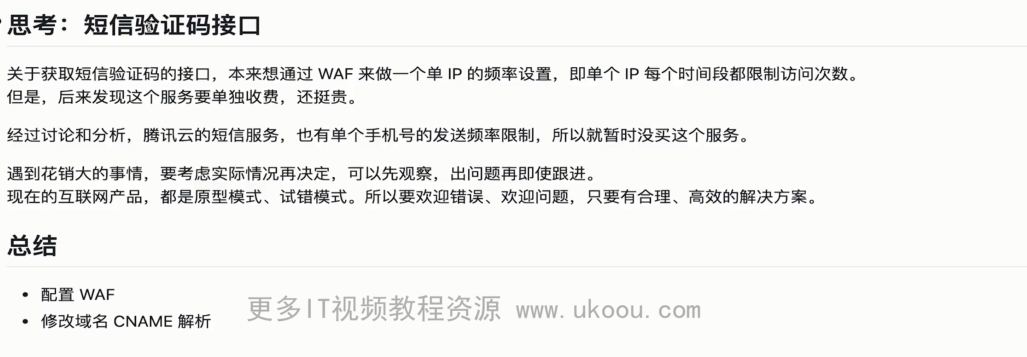 思考：短信验证码接口
关于获取短信验证码的接口，本来想通过 WAF 来做一个单 IP 的频率设置，即单个 IP 每个时间段都限制访问次数。
但是，后来发现这个服务要单独收费，还挺贵。
经过讨论和分析，腾讯云的短信服务，也有单个手机号的发送频率限制，所以就暂时没买这个服务。
遇到花销大的事情，要考虑实际情况再决定，可以先观察，出问题再即使跟进。
现在的互联网产品，都是原型模式、试错模式。所以要欢迎错误、欢迎问题，只要有合理、高效的解决方案。
总结
• 配置 WAF
• 修改域名 CNAME 解析
更多IT视频教程资源 www.ukoou.com